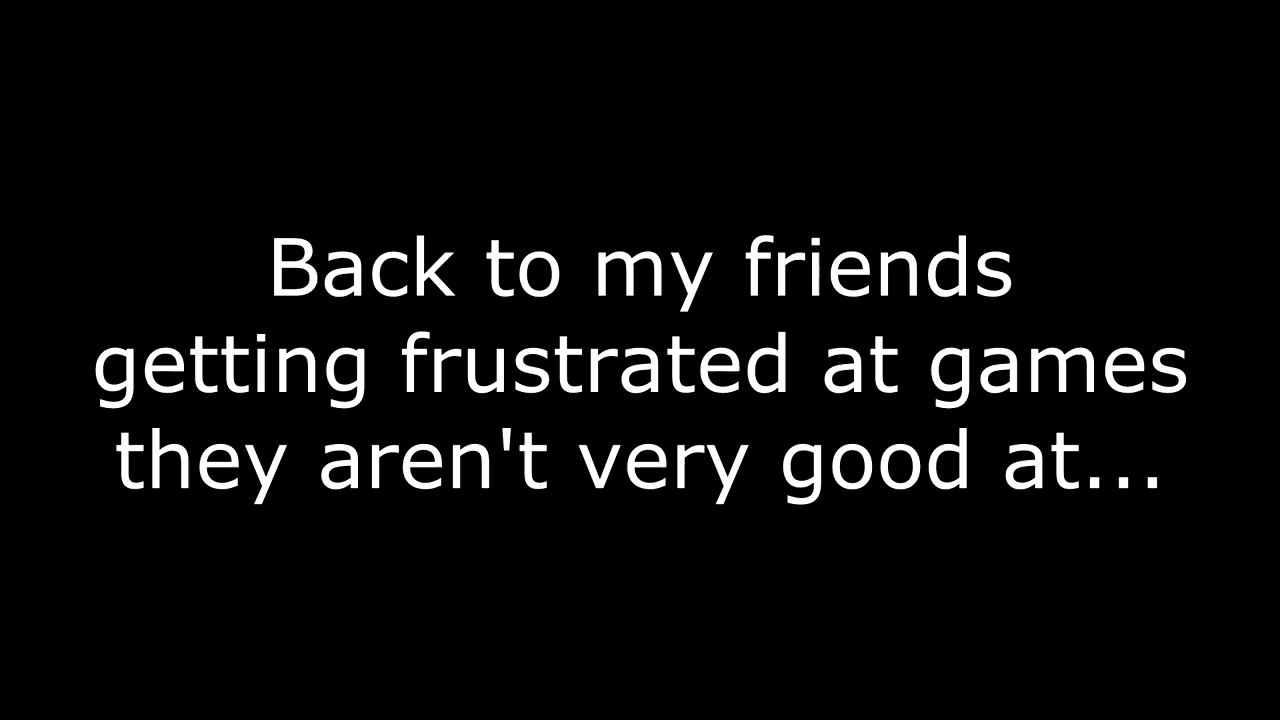 Back to my friends
getting frustrated at games
they aren't very good at...